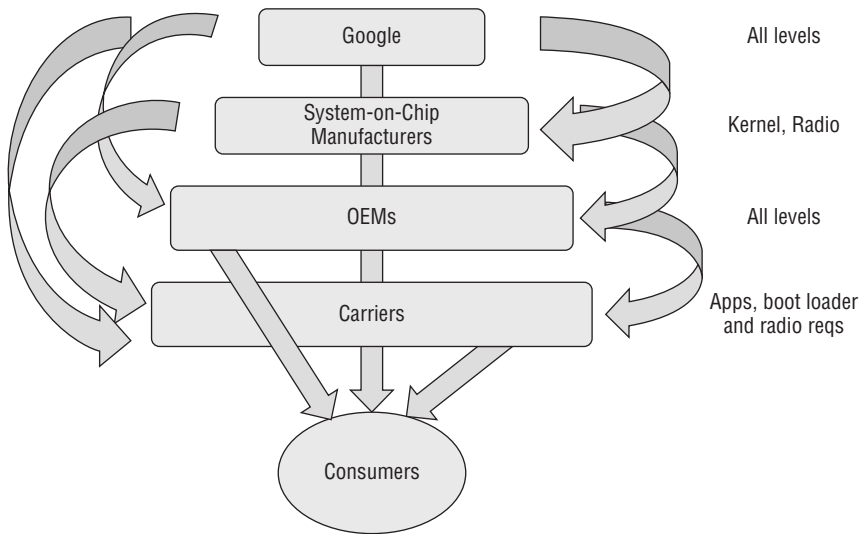 Google
All levels
System-on-Chip
Manufacturers
Kernel, Radio
OEMs
All levels
Carriers
Apps, boot loader
and radio reqs
Consumers